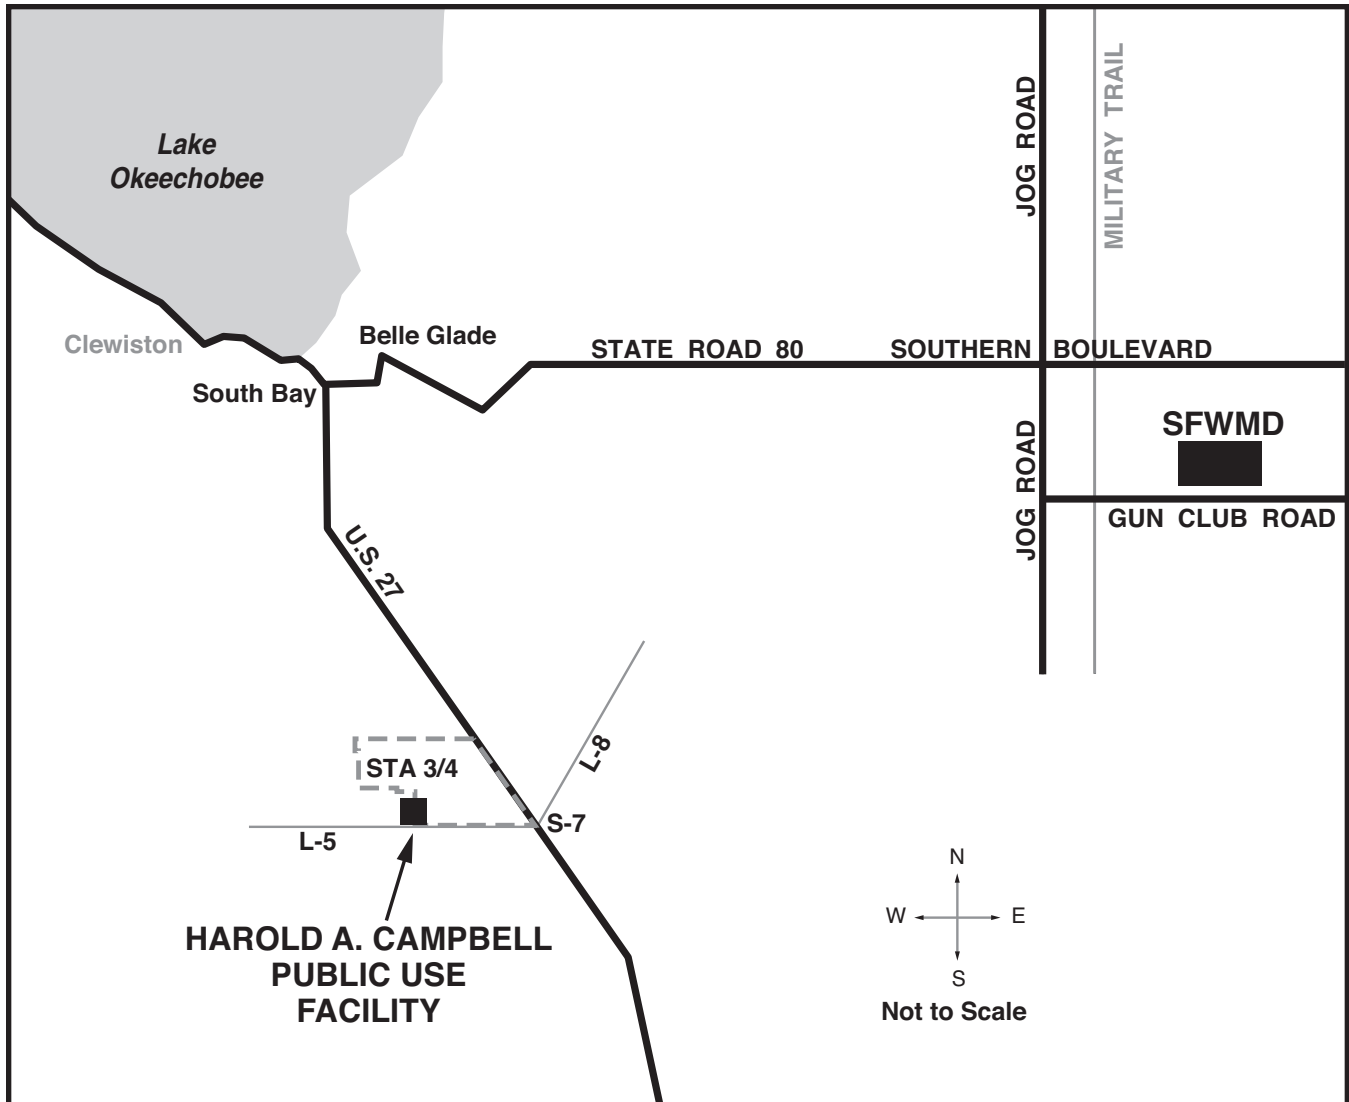 Lake
Okeechobee
JOG ROAD
MILITARY TRAIL
Clewiston
Belle Glade
STATE ROAD 80
SOUTHERN BOULEVARD
South Bay
SFWMD
JOG ROAD
GUN CLUB ROAD
U.S. 27
L-8
STA 3/4
S-7
L-5
HAROLD A. CAMPBELL
PUBLIC USE
FACILITY
N
W E
S
Not to Scale